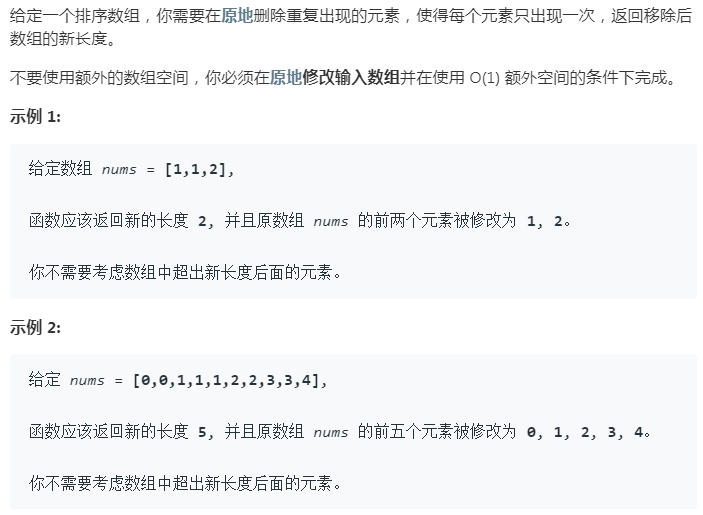 给定一个排序数组，你需要在原地删除重复出现的元素，使得每个元素只出现一次，返回移除后
数组的新长度。
不要使用额外的数组空间，你必须在原地修改输入数组并在使用 O(1) 额外空间的条件下完成。
示例 1:
给定数组 nums = [1,1,2],
函数应该返回新的长度 2, 并且原数组 nums 的前两个元素被修改为 1, 2。
你不需要考虑数组中超出新长度后面的元素。
示例 2:
给定 nums = [0,0,1,1,1,2,2,3,3,4],
函数应该返回新的长度 5, 并且原数组 nums 的前五个元素被修改为 0, 1, 2, 3, 4。
你不需要考虑数组中超出新长度后面的元素。